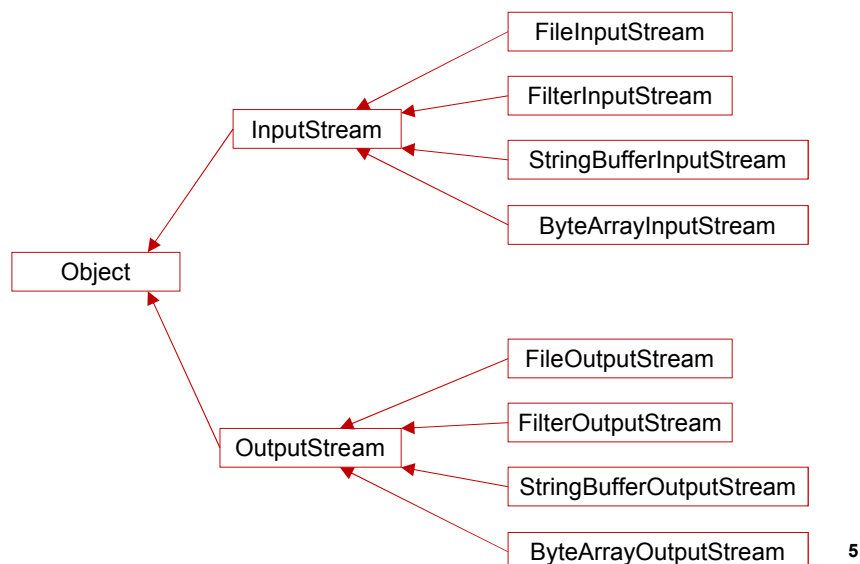 FileInputStream
FilterInputStream
InputStream
StringBufferInputStream
ByteArrayInputStream
Object
FileOutputStream
FilterOutputStream
OutputStream
StringBufferOutputStream
ByteArrayOutputStream
5